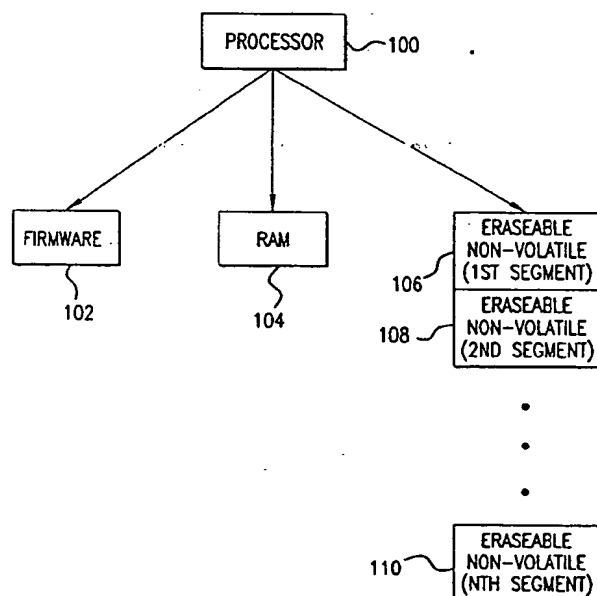 PROCESSOR
100
FIRMWARE
102
RAM
104
ERASEABLE
NON-VOLATILE
(1ST SEGMENT)
106
ERASEABLE
NON-VOLATILE
(2ND SEGMENT)
108
ERASEABLE
NON-VOLATILE
(NTH SEGMENT)
110